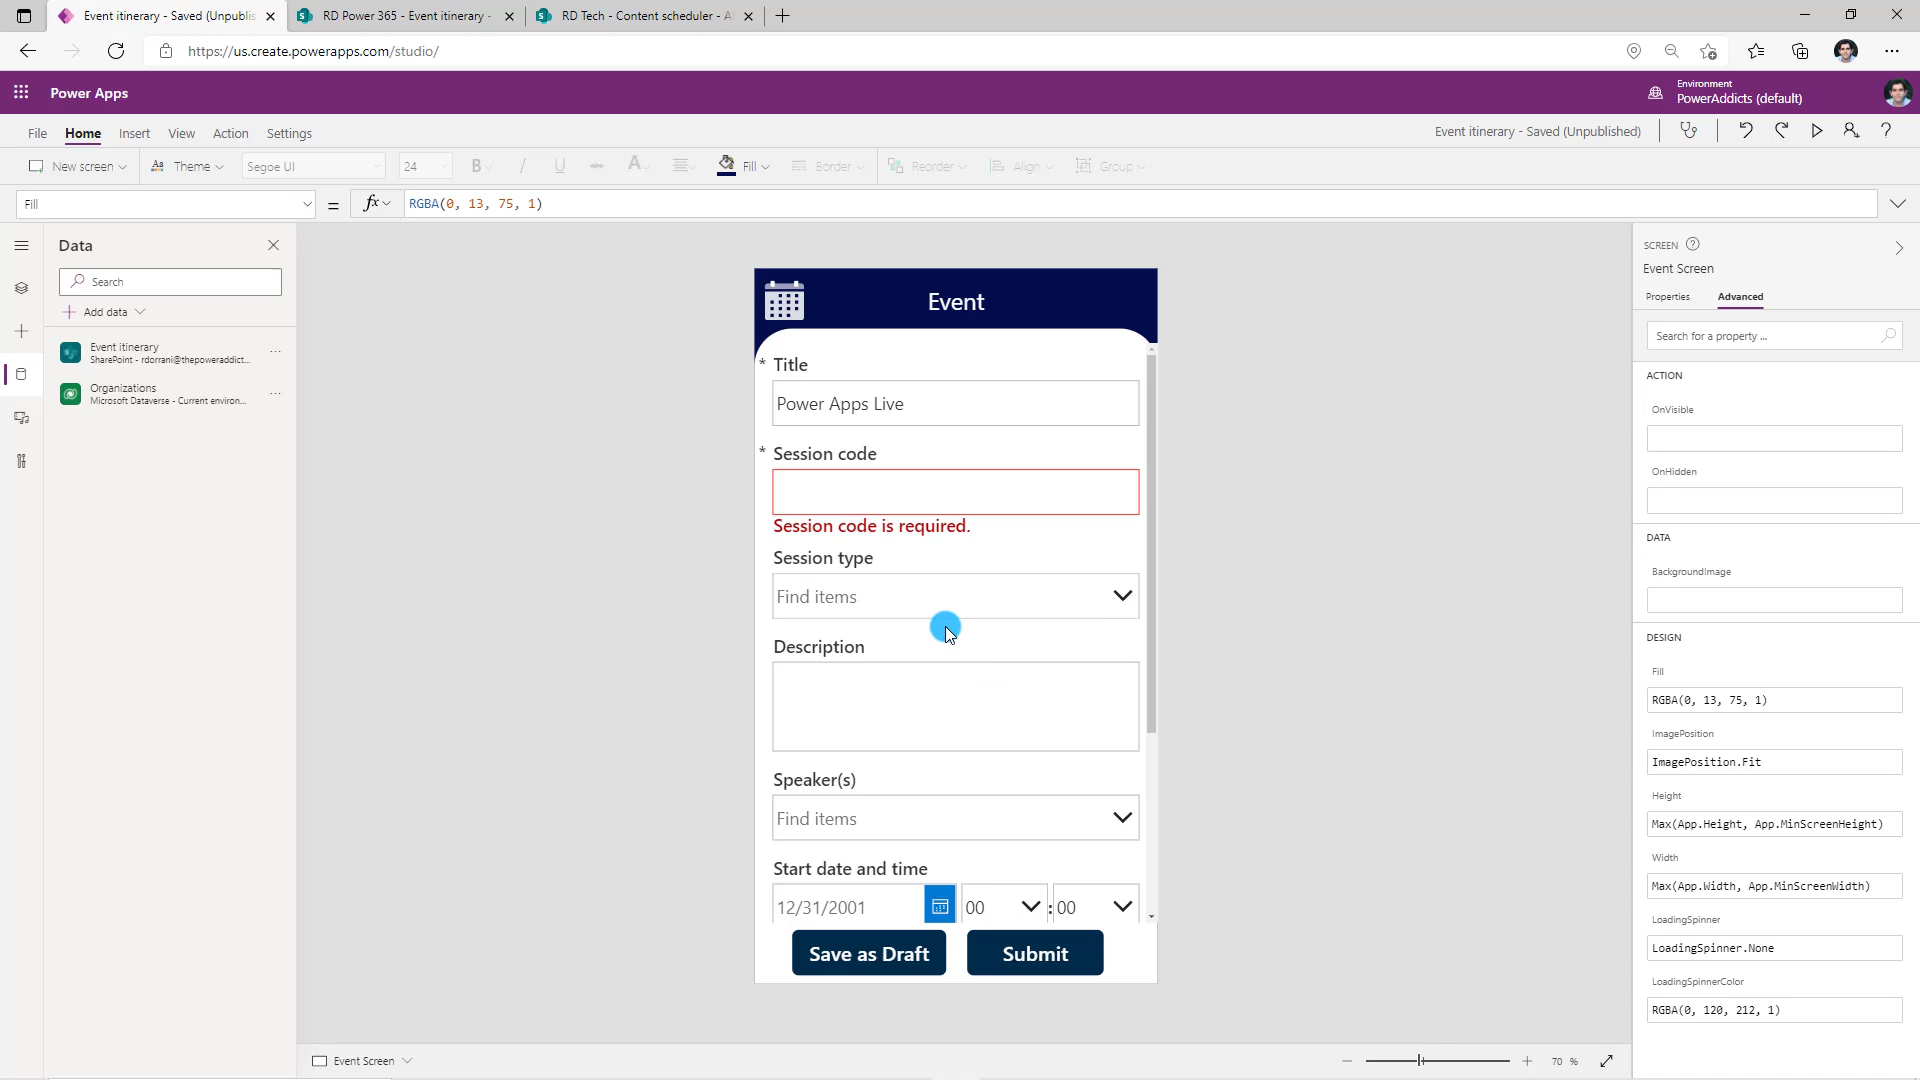 Event itinerary - Saved (Unpublis
RD Power 365 - Event itinerary -
RD Tech - Content scheduler - Al
https://us.create.powerapps.com/studio/
Power Apps
Environment
PowerAddicts (default)
File Home Insert View Action Settings
Event itinerary - Saved (Unpublished)
New screen Theme Segoe UI 24 B / U abc A Fill Border Reorder Align Group
Fill = fx RGBA(0, 13, 75, 1)
Data
Search
Add data
Event itinerary
SharePoint - rdorrani@thepoweraddict...
Organizations
Microsoft Dataverse - Current environ...
Event
* Title
Power Apps Live
* Session code
Session code is required.
Session type
Find items
Description
Speaker(s)
Find items
Start date and time
12/31/2001 00 : 00
Save as Draft Submit
SCREEN ?
Event Screen
Properties Advanced
Search for a property ...
ACTION
OnVisible
OnHidden
DATA
BackgroundImage
DESIGN
Fill
RGBA(0, 13, 75, 1)
ImagePosition
ImagePosition.Fit
Height
Max(App.Height, App.MinScreenHeight)
Width
Max(App.Width, App.MinScreenWidth)
LoadingSpinner
LoadingSpinner.None
LoadingSpinnerColor
RGBA(0, 120, 212, 1)
Event Screen
70 %